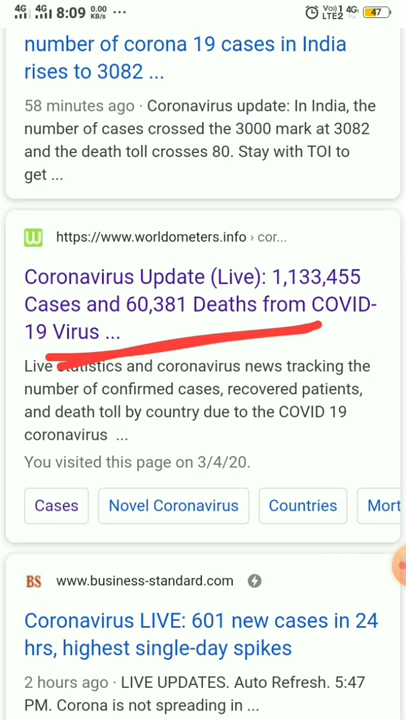 4G 4G 8:09 0.00 KB/s ... Vo)) 1 4G LTE2 47
number of corona 19 cases in India
rises to 3082 ...
58 minutes ago · Coronavirus update: In India, the
number of cases crossed the 3000 mark at 3082
and the death toll crosses 80. Stay with TOI to
get ...
W https://www.worldometers.info › cor...
Coronavirus Update (Live): 1,133,455
Cases and 60,381 Deaths from COVID-
19 Virus ...
Live statistics and coronavirus news tracking the
number of confirmed cases, recovered patients,
and death toll by country due to the COVID 19
coronavirus ...
You visited this page on 3/4/20.
Cases Novel Coronavirus Countries Mort
BS www.business-standard.com
Coronavirus LIVE: 601 new cases in 24
hrs, highest single-day spikes
2 hours ago · LIVE UPDATES. Auto Refresh. 5:47
PM. Corona is not spreading in ...